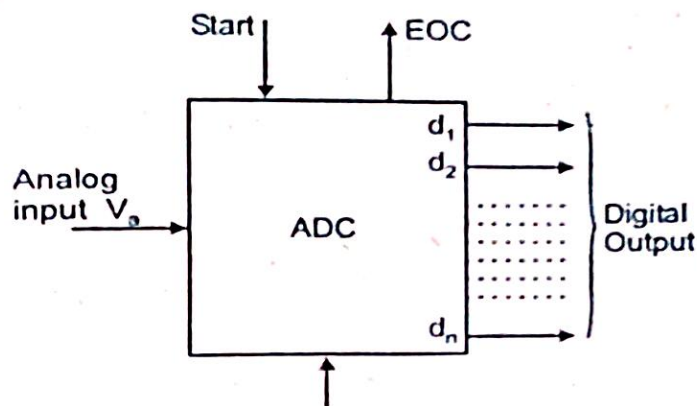 Start
EOC
d₁
d₂
Analog
input Vₐ
ADC
Digital
Output
dₙ